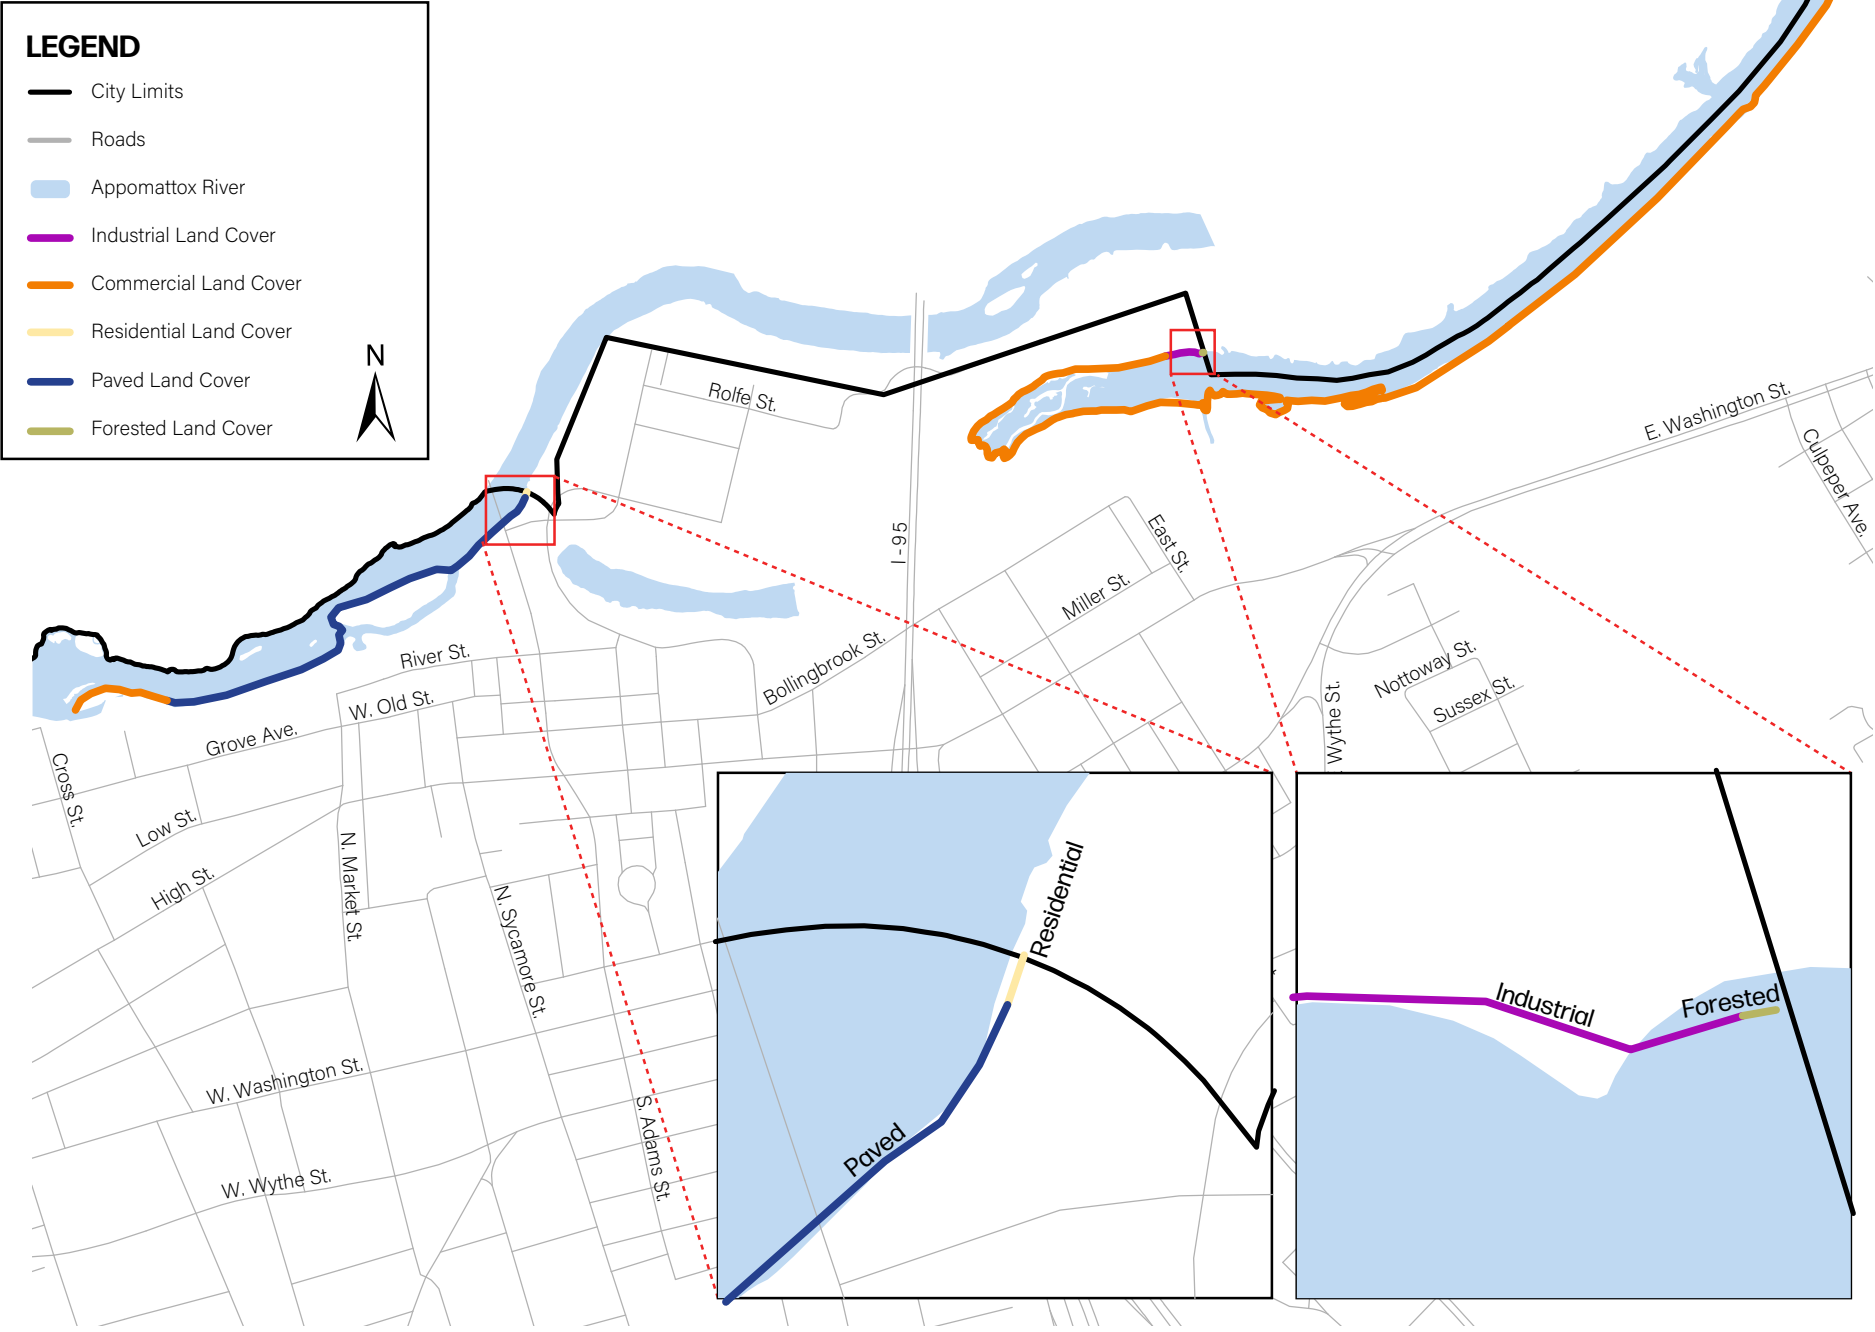 LEGEND
City Limits
Roads
Appomattox River
Industrial Land Cover
Commercial Land Cover
Residential Land Cover
Paved Land Cover
Forested Land Cover
N
Rolfe St.
I-95
E. Washington St.
Culpeper Ave.
East St.
Miller St.
Bollingbrook St.
River St.
W. Old St.
Grove Ave.
Nottoway St.
Sussex St.
Wythe St.
Cross St.
Low St.
High St.
N. Market St.
N. Sycamore St.
W. Washington St.
S. Adams St.
W. Wythe St.
Residential
Paved
Industrial
Forested